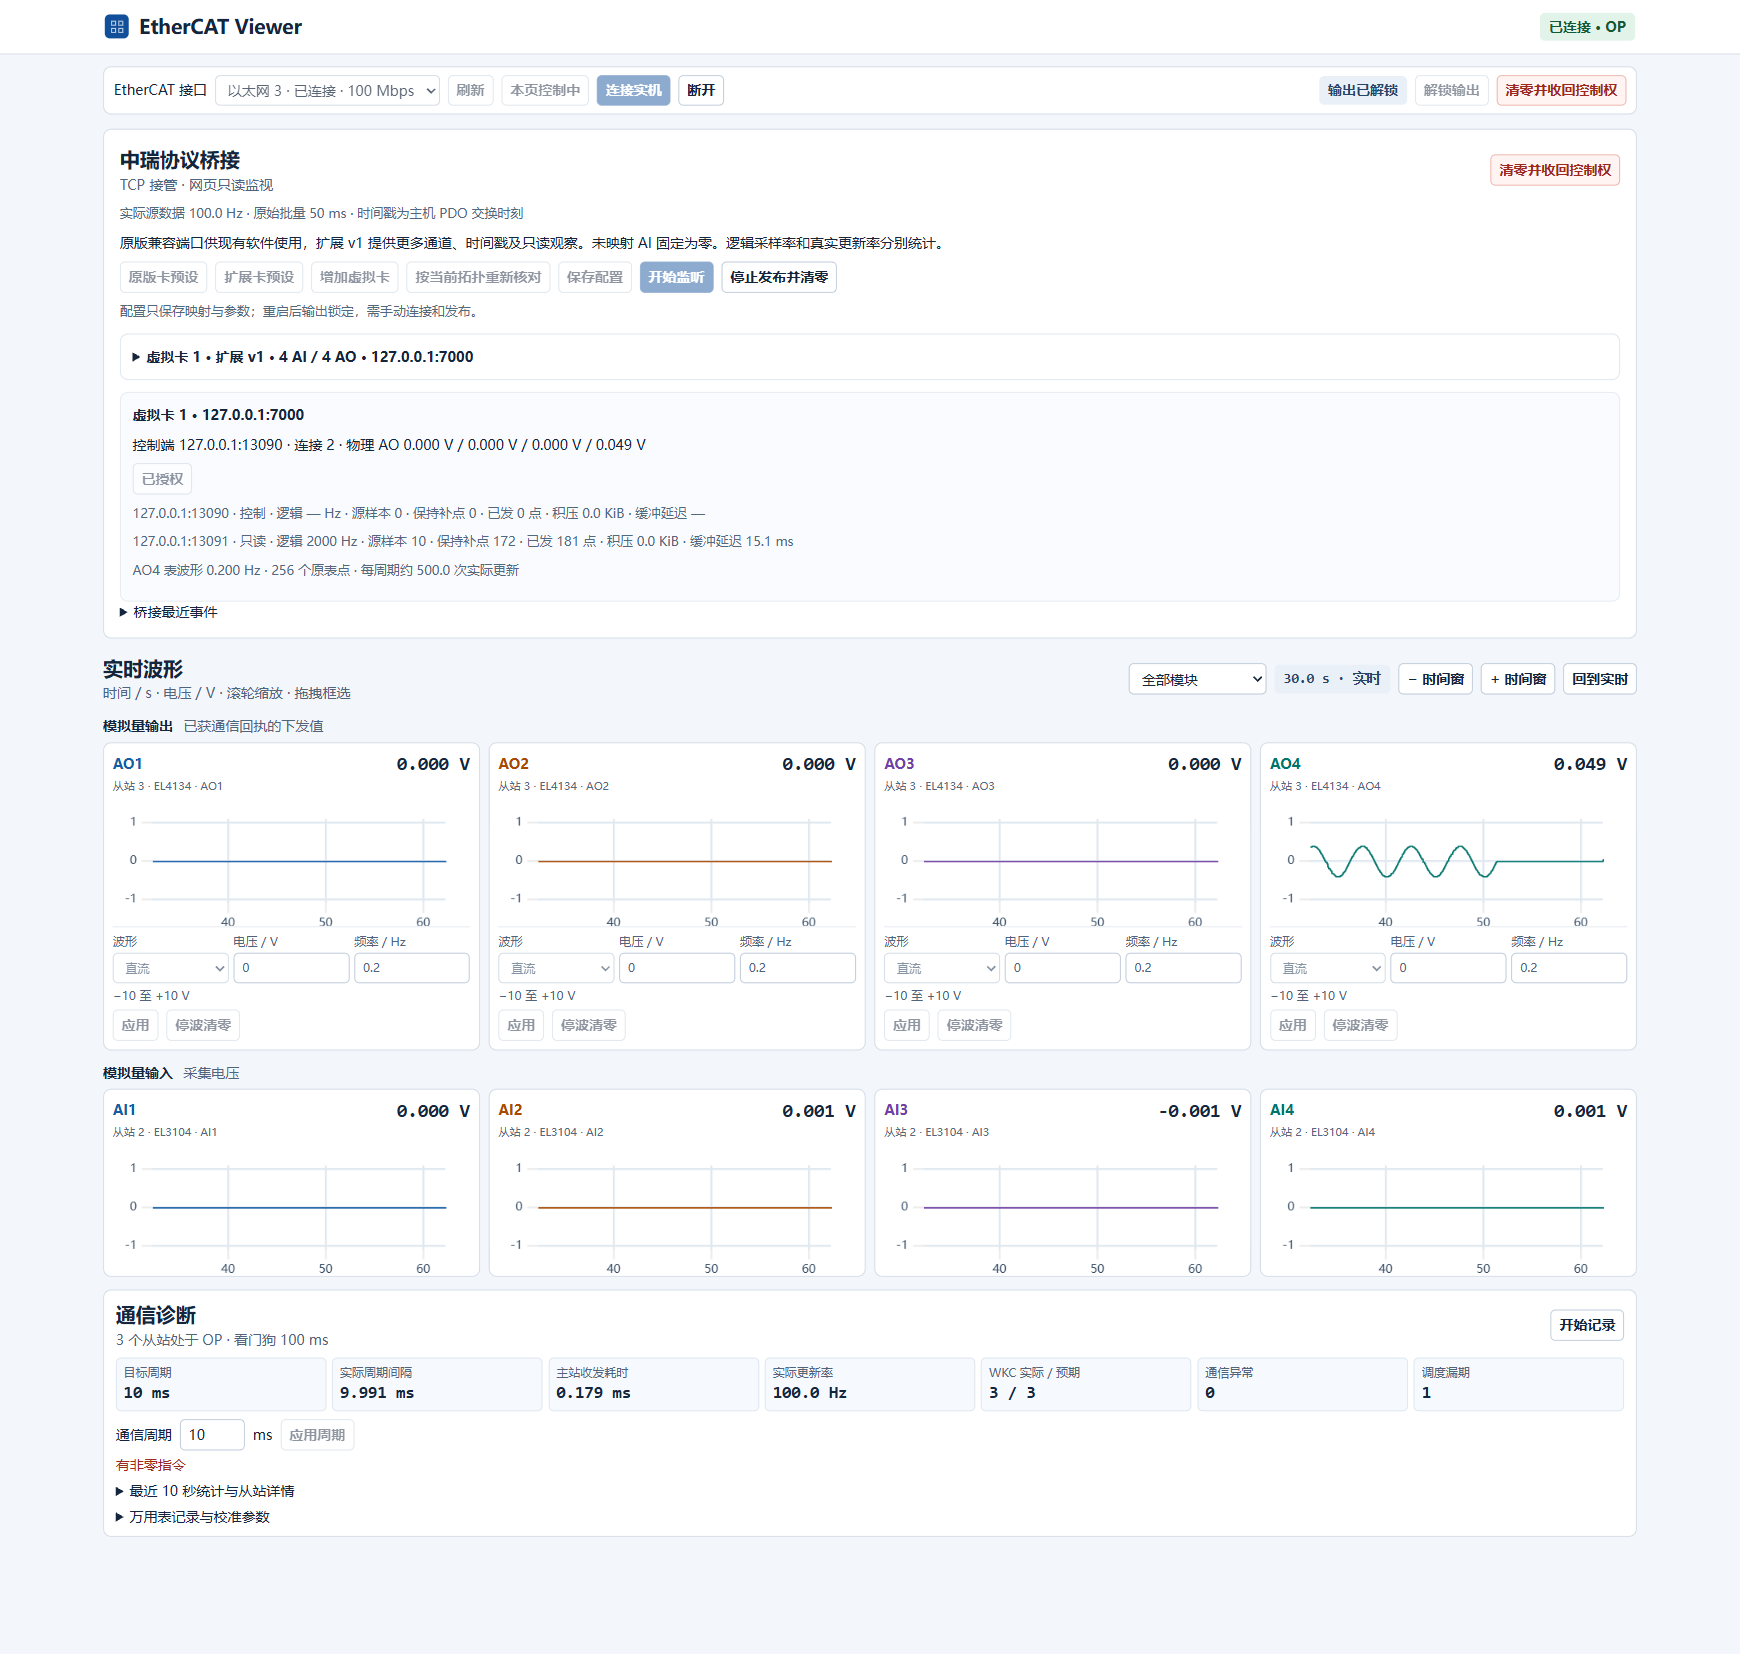 EtherCAT Viewer
已连接 • OP
EtherCAT 接口 以太网 3 · 已连接 · 100 Mbps 刷新 本页控制中 连接实机 断开 输出已解锁 解锁输出 清零并收回控制权
中瑞协议桥接
TCP 接管 · 网页只读监视
清零并收回控制权
实际源数据 100.0 Hz · 原始批量 50 ms · 时间戳为主机 PDO 交换时刻
原版兼容端口供现有软件使用，扩展 v1 提供更多通道、时间戳及只读观察。未映射 AI 固定为零。逻辑采样率和真实更新率分别统计。
原版卡预设 扩展卡预设 增加虚拟卡 按当前拓扑重新核对 保存配置 开始监听 停止发布并清零
配置只保存映射与参数；重启后输出锁定，需手动连接和发布。
▶ 虚拟卡 1 • 扩展 v1 • 4 AI / 4 AO • 127.0.0.1:7000
虚拟卡 1 • 127.0.0.1:7000
控制端 127.0.0.1:13090 · 连接 2 · 物理 AO 0.000 V / 0.000 V / 0.000 V / 0.049 V
已授权
127.0.0.1:13090 · 控制 · 逻辑 — Hz · 源样本 0 · 保持补点 0 · 已发 0 点 · 积压 0.0 KiB · 缓冲延迟 —
127.0.0.1:13091 · 只读 · 逻辑 2000 Hz · 源样本 10 · 保持补点 172 · 已发 181 点 · 积压 0.0 KiB · 缓冲延迟 15.1 ms
AO4 表波形 0.200 Hz · 256 个原表点 · 每周期约 500.0 次实际更新
▶ 桥接最近事件
实时波形
时间 / s · 电压 / V · 滚轮缩放 · 拖拽框选
全部模块 30.0 s · 实时 − 时间窗 + 时间窗 回到实时
模拟量输出 已获通信回执的下发值
AO1 0.000 V
从站 3 · EL4134 · AO1
1
0
-1
40 50 60
波形 电压 / V 频率 / Hz
直流 0 0.2
−10 至 +10 V
应用 停波清零
AO2 0.000 V
从站 3 · EL4134 · AO2
1
0
-1
40 50 60
波形 电压 / V 频率 / Hz
直流 0 0.2
−10 至 +10 V
应用 停波清零
AO3 0.000 V
从站 3 · EL4134 · AO3
1
0
-1
40 50 60
波形 电压 / V 频率 / Hz
直流 0 0.2
−10 至 +10 V
应用 停波清零
AO4 0.049 V
从站 3 · EL4134 · AO4
1
0
-1
40 50 60
波形 电压 / V 频率 / Hz
直流 0 0.2
−10 至 +10 V
应用 停波清零
模拟量输入 采集电压
AI1 0.000 V
从站 2 · EL3104 · AI1
1
0
-1
40 50 60
AI2 0.001 V
从站 2 · EL3104 · AI2
1
0
-1
40 50 60
AI3 -0.001 V
从站 2 · EL3104 · AI3
1
0
-1
40 50 60
AI4 0.001 V
从站 2 · EL3104 · AI4
1
0
-1
40 50 60
通信诊断
3 个从站处于 OP · 看门狗 100 ms
开始记录
目标周期
10 ms
实际周期间隔
9.991 ms
主站收发耗时
0.179 ms
实际更新率
100.0 Hz
WKC 实际 / 预期
3 / 3
通信异常
0
调度漏期
1
通信周期 10 ms 应用周期
有非零指令
▶ 最近 10 秒统计与从站详情
▶ 万用表记录与校准参数